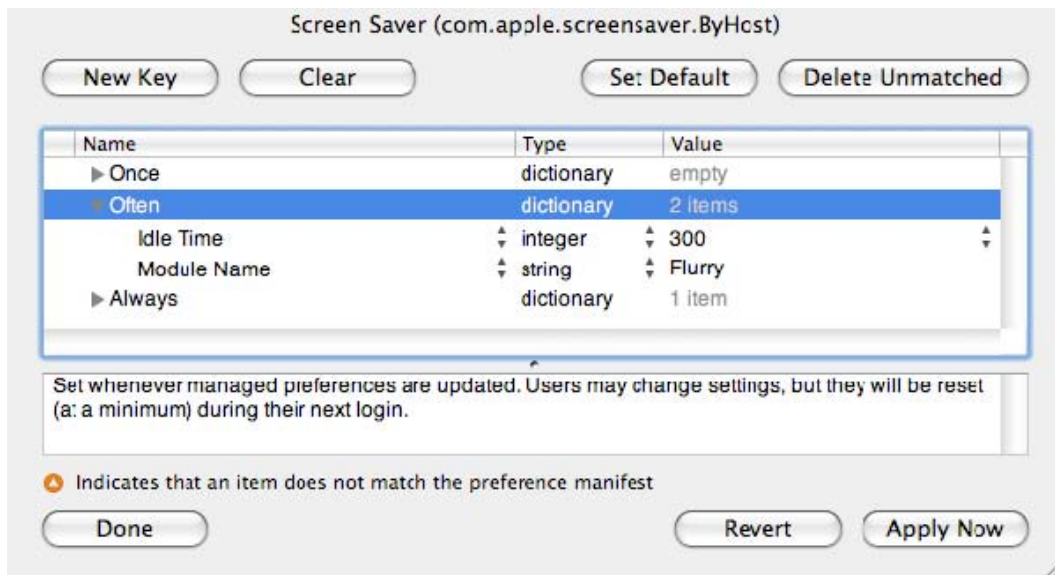 Screen Saver (com.apple.screensaver.ByHost)
New Key Clear Set Default Delete Unmatched
Name Type Value
Once dictionary empty
Often dictionary 2 items
Idle Time integer 300
Module Name string Flurry
Always dictionary 1 item
Set whenever managed preferences are updated. Users may change settings, but they will be reset
(at a minimum) during their next login.
Indicates that an item does not match the preference manifest
Done Revert Apply Now